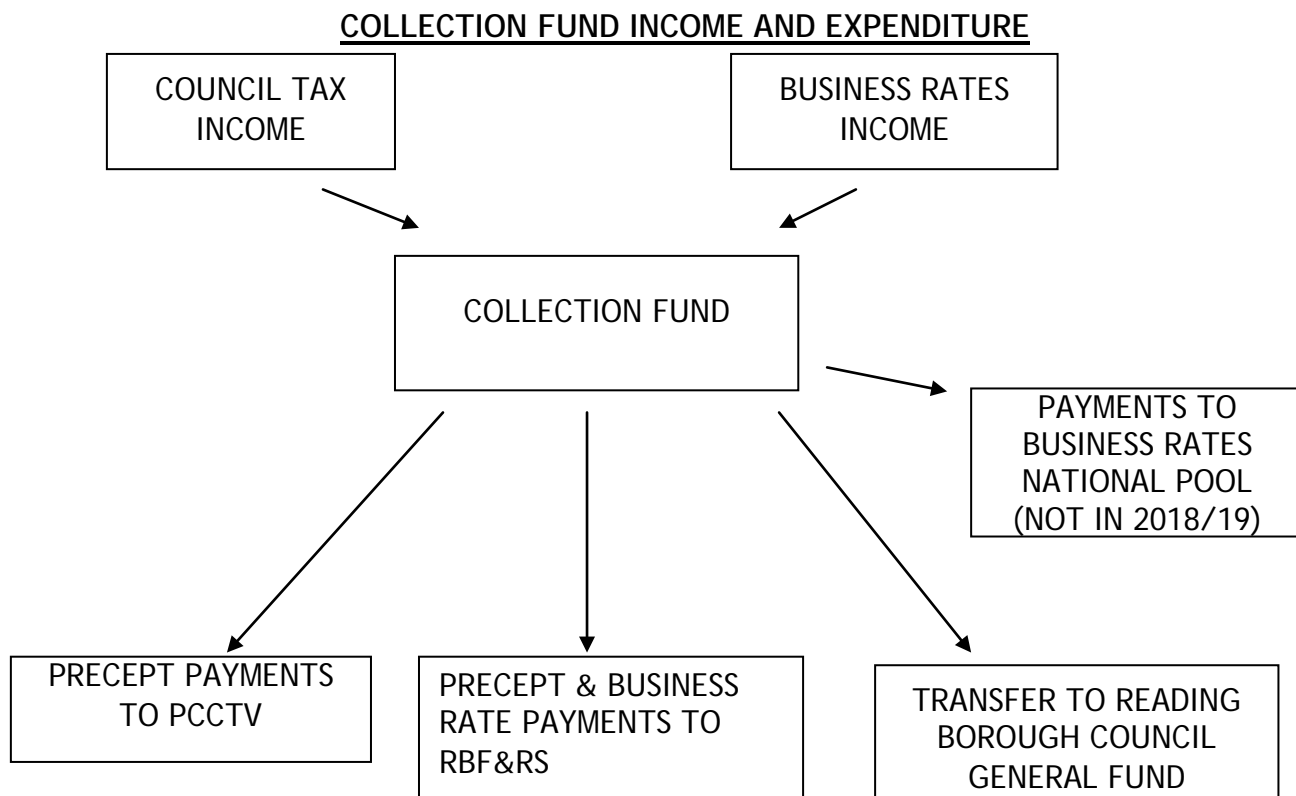 COLLECTION FUND INCOME AND EXPENDITURE
COUNCIL TAX
INCOME
BUSINESS RATES
INCOME
COLLECTION FUND
PAYMENTS TO
BUSINESS RATES
NATIONAL POOL
(NOT IN 2018/19)
PRECEPT PAYMENTS
TO PCCTV
PRECEPT & BUSINESS
RATE PAYMENTS TO
RBF&RS
TRANSFER TO READING
BOROUGH COUNCIL
GENERAL FUND